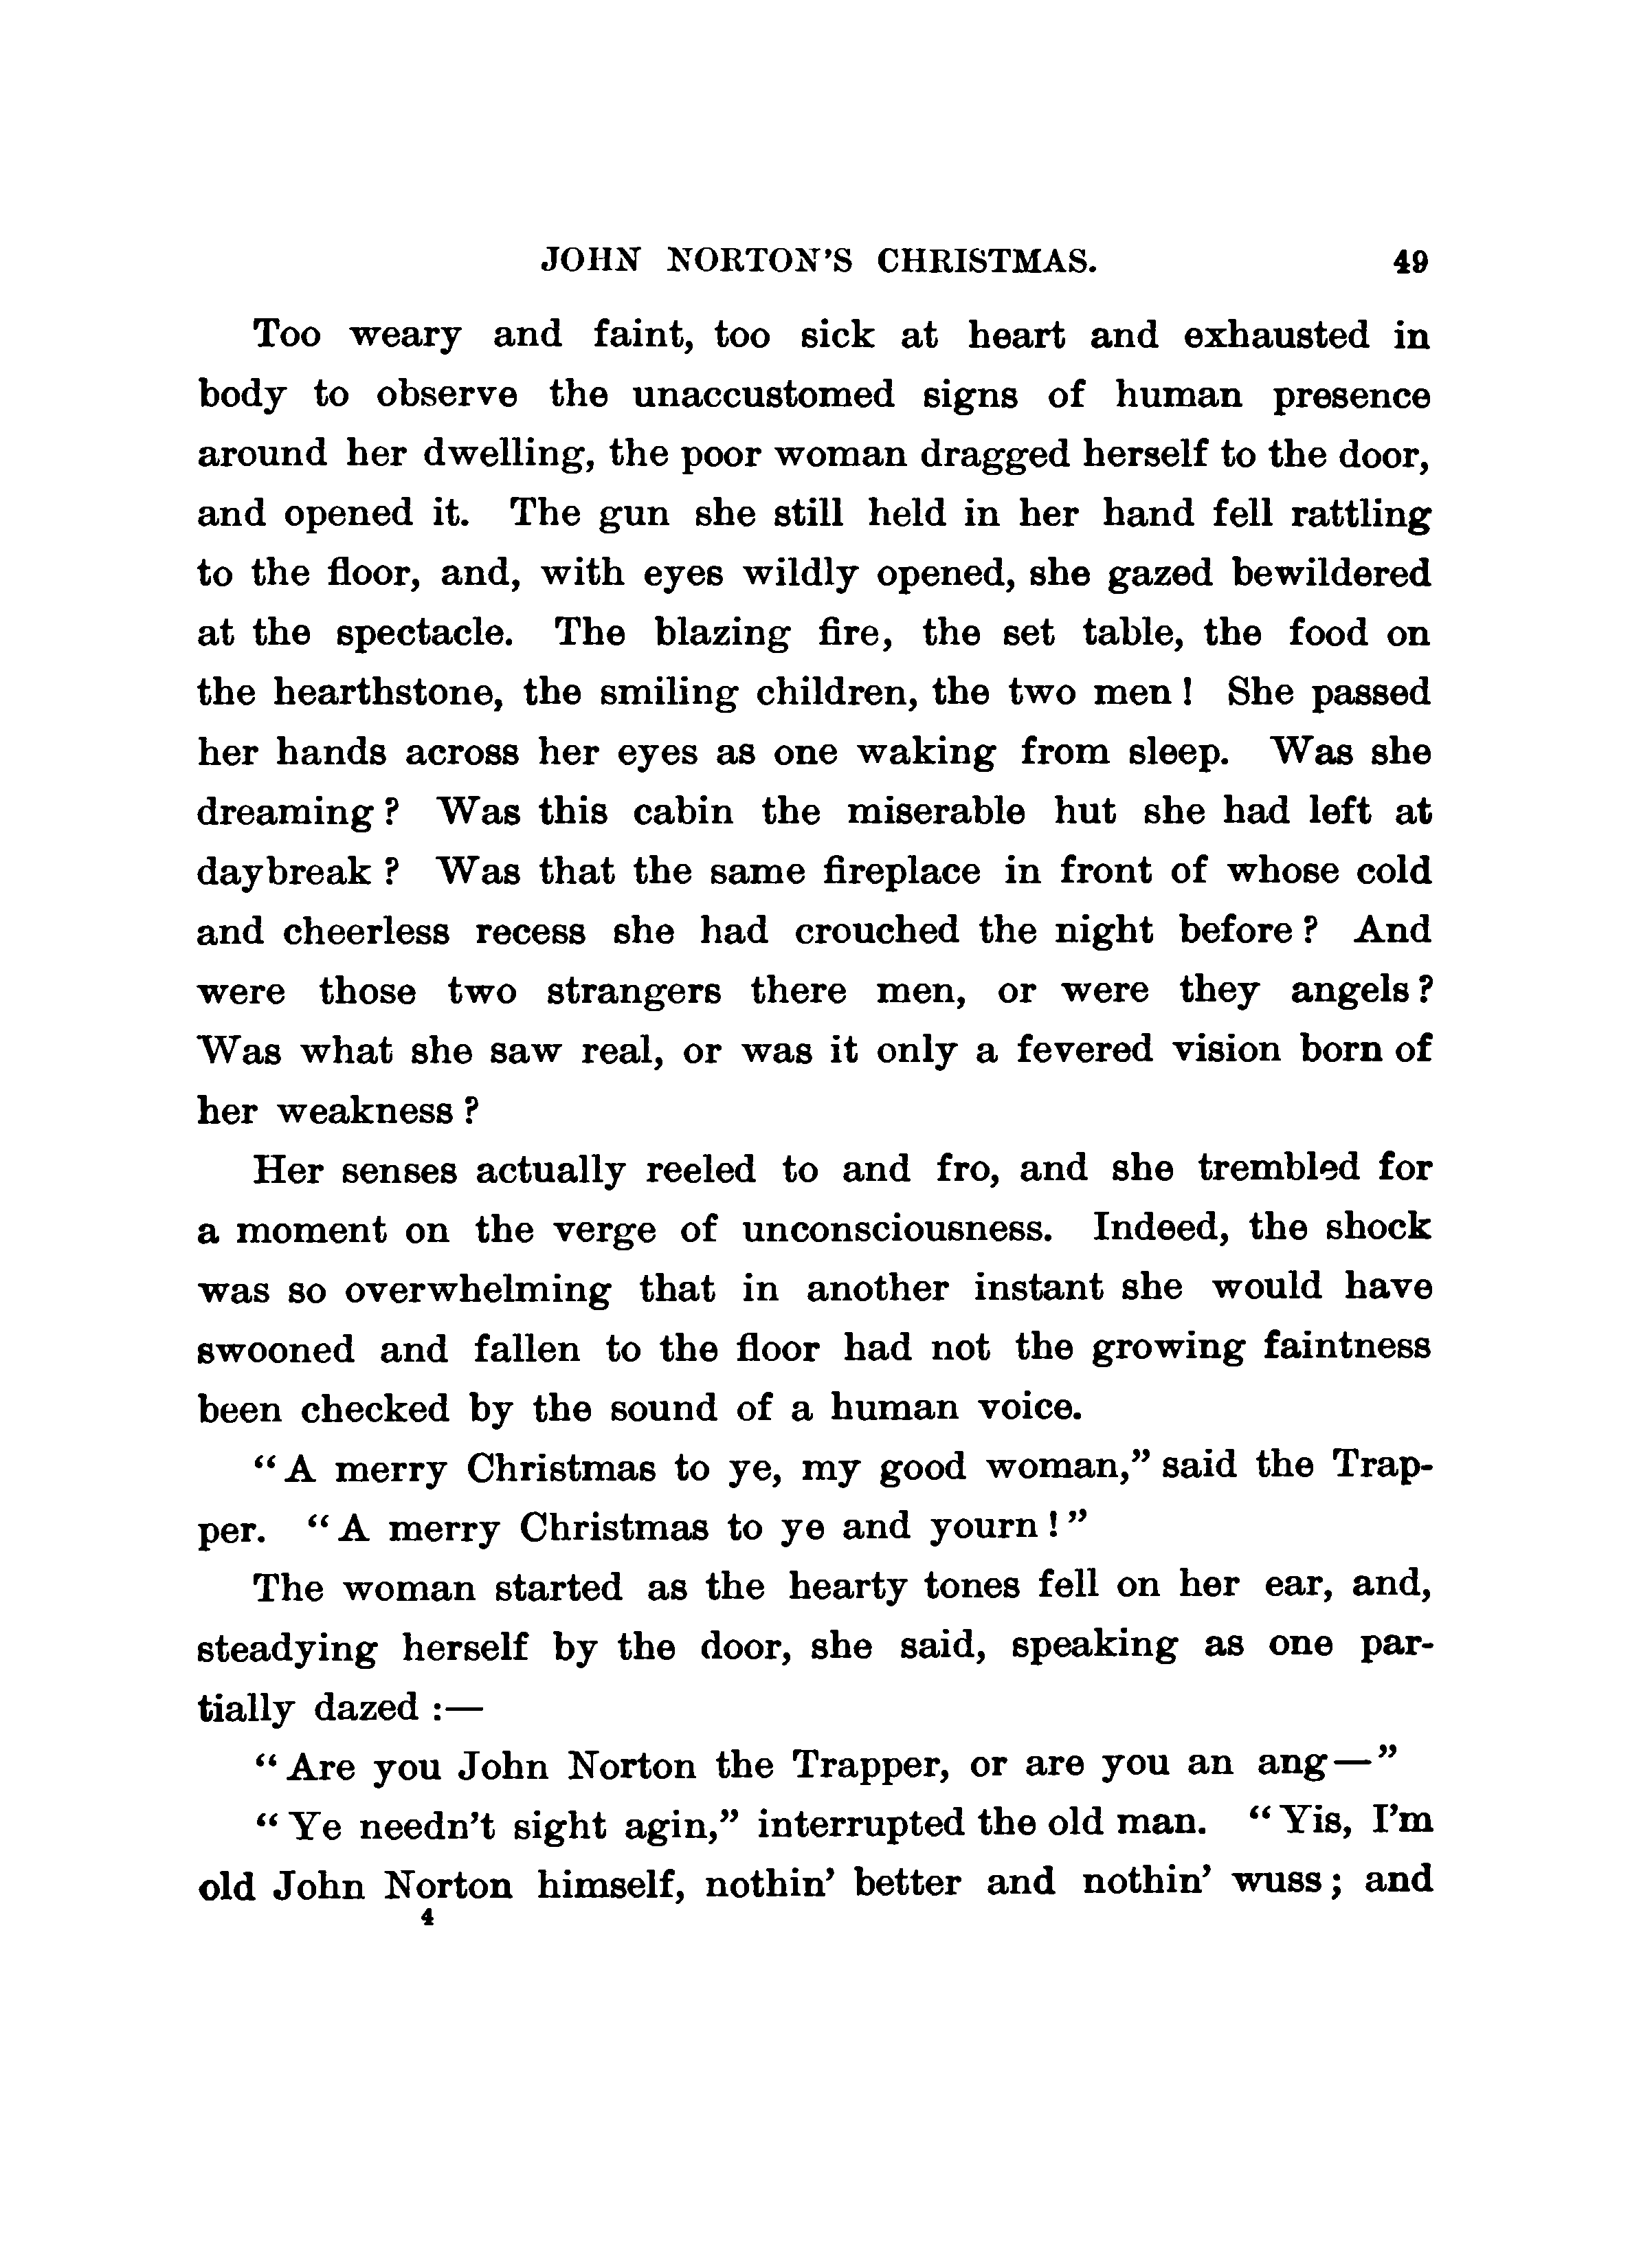 JOHN NORTON'S CHRISTMAS. 49
Too weary and faint, too sick at heart and exhausted in
body to observe the unaccustomed signs of human presence
around her dwelling, the poor woman dragged herself to the door,
and opened it. The gun she still held in her hand fell rattling
to the floor, and, with eyes wildly opened, she gazed bewildered
at the spectacle. The blazing fire, the set table, the food on
the hearthstone, the smiling children, the two men! She passed
her hands across her eyes as one waking from sleep. Was she
dreaming? Was this cabin the miserable hut she had left at
daybreak? Was that the same fireplace in front of whose cold
and cheerless recess she had crouched the night before? And
were those two strangers there men, or were they angels?
Was what she saw real, or was it only a fevered vision born of
her weakness?
Her senses actually reeled to and fro, and she trembled for
a moment on the verge of unconsciousness. Indeed, the shock
was so overwhelming that in another instant she would have
swooned and fallen to the floor had not the growing faintness
been checked by the sound of a human voice.
“A merry Christmas to ye, my good woman,” said the Trap-
per. “A merry Christmas to ye and yourn!”
The woman started as the hearty tones fell on her ear, and,
steadying herself by the door, she said, speaking as one par-
tially dazed:—
“Are you John Norton the Trapper, or are you an ang—”
“Ye needn't sight agin,” interrupted the old man. “Yis, I'm
old John Norton himself, nothin' better and nothin' wuss; and
4